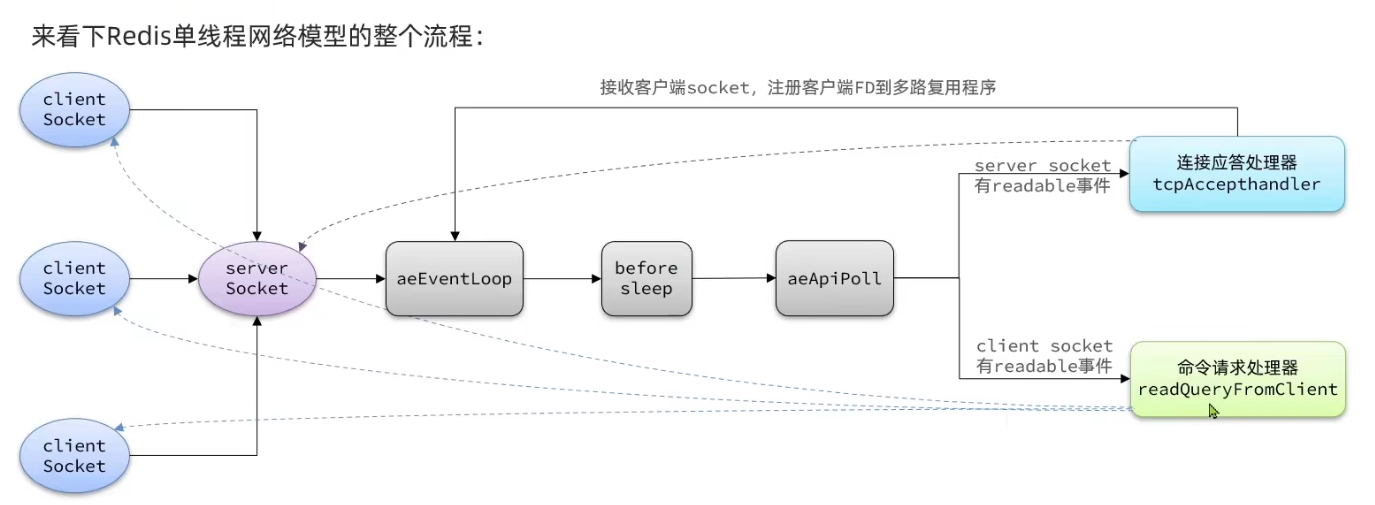 来看下Redis单线程网络模型的整个流程：
接收客户端socket，注册客户端FD到多路复用程序
client
Socket
server socket
有readable事件
连接应答处理器
tcpAccepthandler
client
Socket
server
Socket
aeEventLoop
before
sleep
aeApiPoll
client socket
有readable事件
命令请求处理器
readQueryFromClient
client
Socket